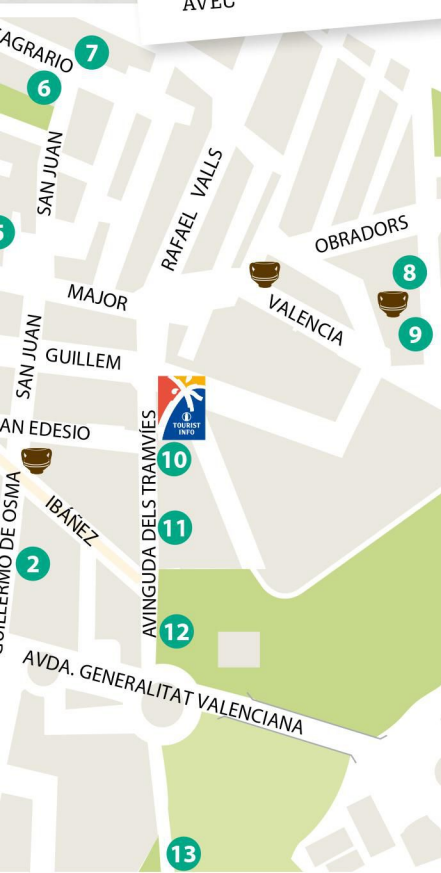 AVEC
SAGRARIO
7
6
SAN JUAN
RAFAEL VALLS
OBRADORS
8
9
MAJOR
VALENCIA
SAN JUAN
GUILLEM
TOURIST
INFO
AN EDESIO
10
AVINGUDA DELS TRAMVÍES
11
IBÁÑEZ
GUILLERMO DE OSMA
2
12
AVDA. GENERALITAT VALENCIANA
13